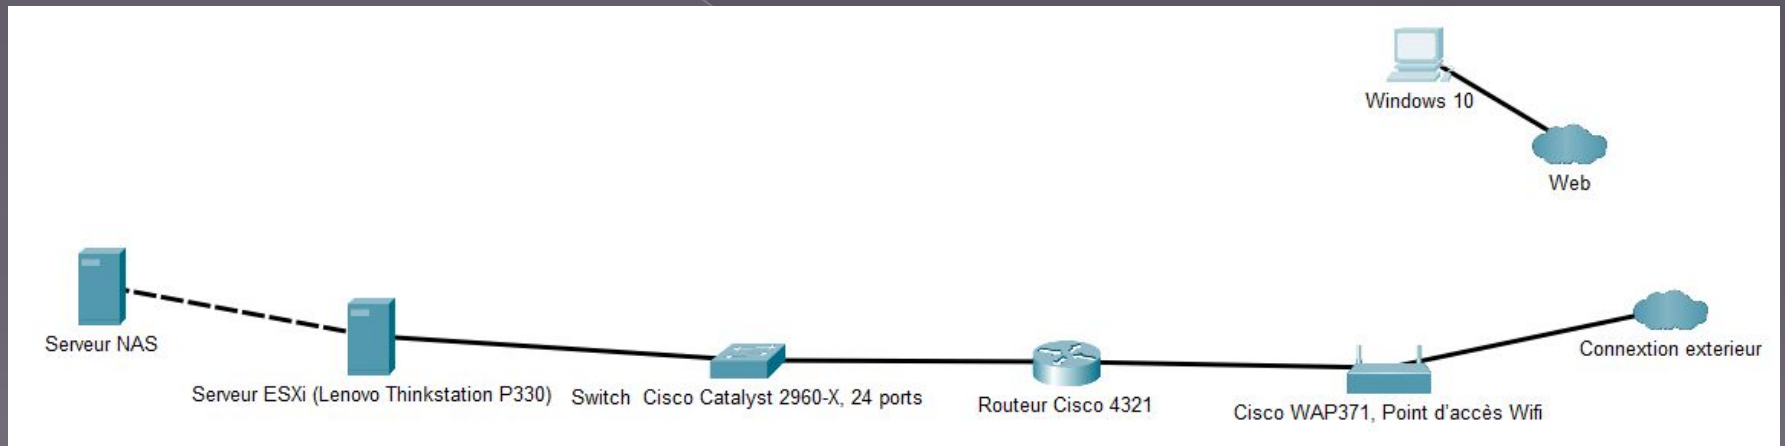 Windows 10
Web
Serveur NAS
Serveur ESXi (Lenovo Thinkstation P330)
Switch Cisco Catalyst 2960-X, 24 ports
Routeur Cisco 4321
Cisco WAP371, Point d'accès Wifi
Connextion exterieur